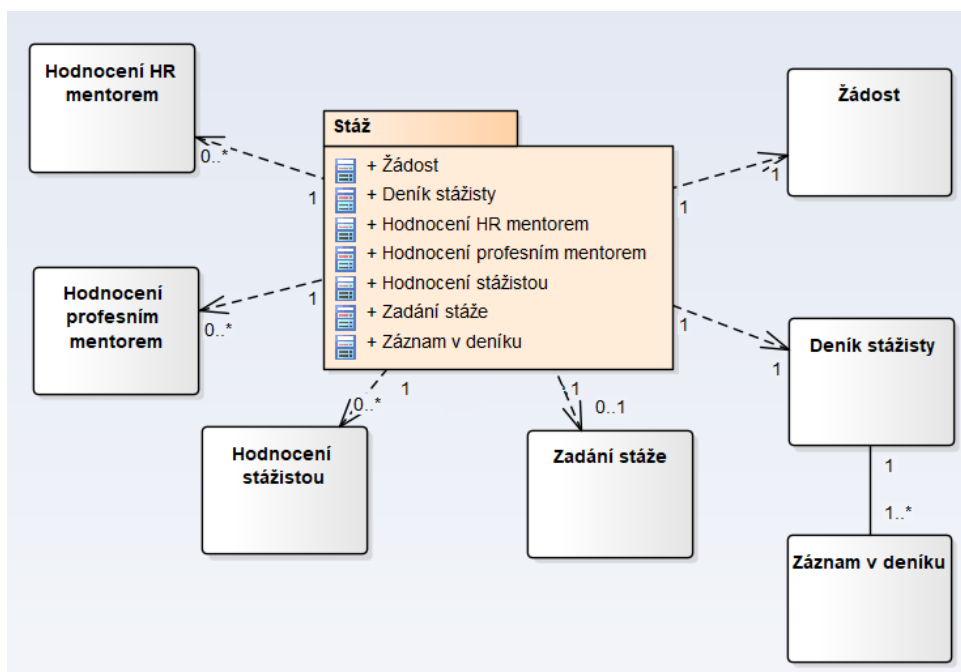 Hodnocení HR
mentorem
0..*
1
Stáž
+ Žádost
+ Deník stážisty
+ Hodnocení HR mentorem
+ Hodnocení profesním mentorem
+ Hodnocení stážistou
+ Zadání stáže
+ Záznam v deníku
Žádost
1
1
Hodnocení
profesním
mentorem
0..*
1
Deník stážisty
1
1
Hodnocení
stážistou
0..*
1
Zadání stáže
1
0..1
1
1..*
Záznam v deníku